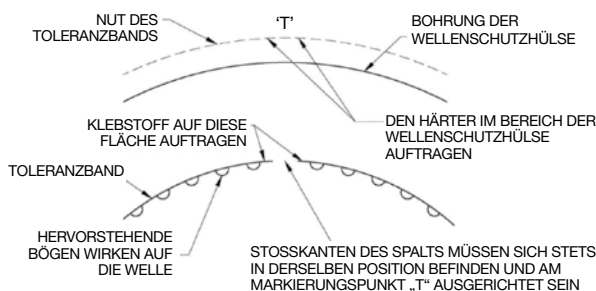 NUT DES
TOLERANZBANDS
'T'
BOHRUNG DER
WELLENSCHUTZHÜLSE
KLEBSTOFF AUF DIESE
FLÄCHE AUFTRAGEN
DEN HÄRTER IM BEREICH DER
WELLENSCHUTZHÜLSE
AUFTRAGEN
TOLERANZBAND
HERVORSTEHENDE
BÖGEN WIRKEN AUF
DIE WELLE
STOSSKANTEN DES SPALTS MÜSSEN SICH STETS
IN DERSELBEN POSITION BEFINDEN UND AM
MARKIERUNGSPUNKT „T“ AUSGERICHTET SEIN